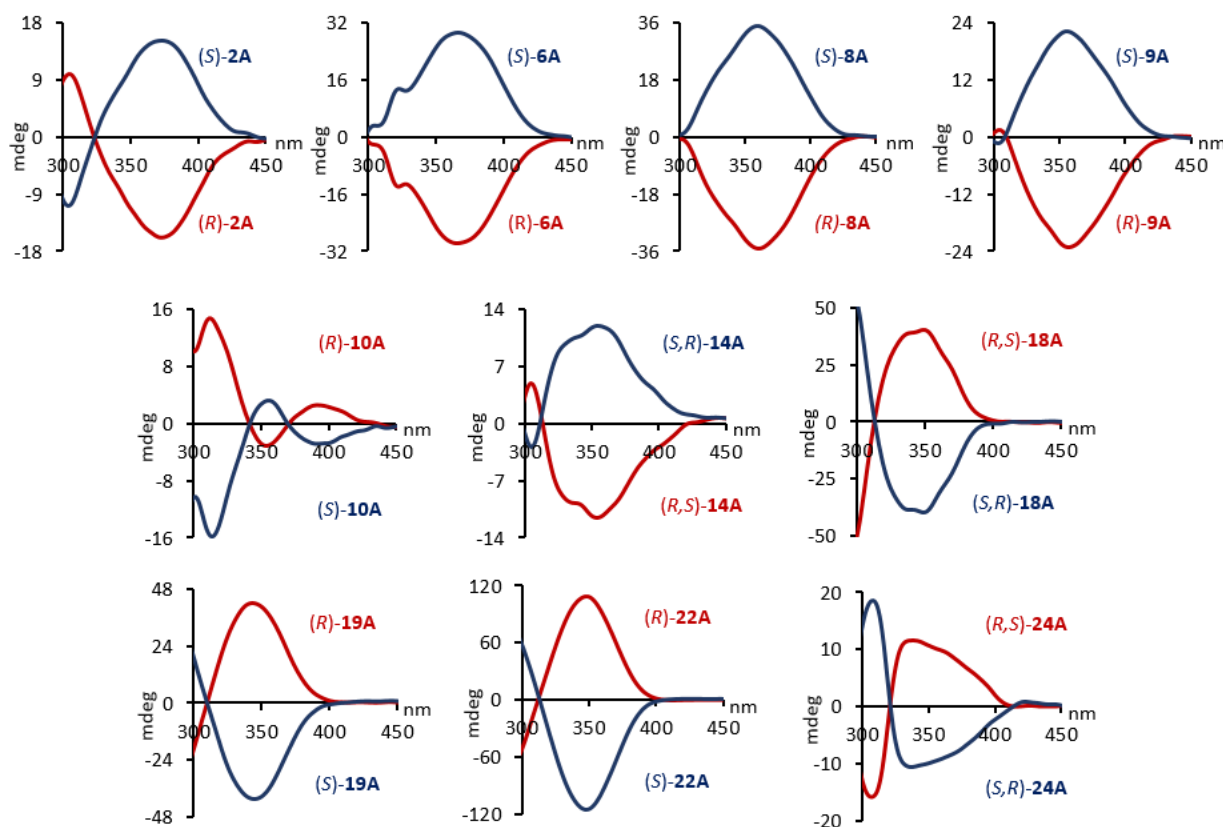 18
9
0
-9
-18
mdeg
300
350
400
450
nm
(S)-2A
(R)-2A
32
16
0
-16
-32
mdeg
300
350
400
450
nm
(S)-6A
(R)-6A
36
18
0
-18
-36
mdeg
300
350
400
450
nm
(S)-8A
(R)-8A
24
12
0
-12
-24
mdeg
300
350
400
450
nm
(S)-9A
(R)-9A
16
8
0
-8
-16
mdeg
300
350
400
450
nm
(R)-10A
(S)-10A
14
7
0
-7
-14
mdeg
300
350
400
450
nm
(S,R)-14A
(R,S)-14A
50
25
0
-25
-50
mdeg
300
350
400
450
nm
(R,S)-18A
(S,R)-18A
48
24
0
-24
-48
mdeg
300
350
400
450
nm
(R)-19A
(S)-19A
120
60
0
-60
-120
mdeg
300
350
400
450
nm
(R)-22A
(S)-22A
20
10
0
-10
-20
mdeg
300
350
400
450
nm
(R,S)-24A
(S,R)-24A